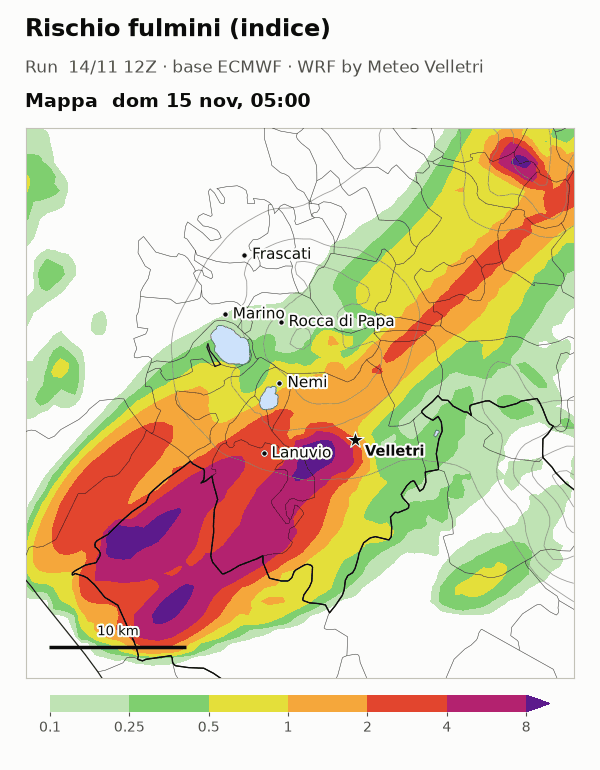 Rischio fulmini (indice)
Run  14/11 12Z · base ECMWF · WRF by Meteo Velletri
Mappa  dom 15 nov, 05:00
Frascati
Marino
Rocca di Papa
Nemi
Velletri
Lanuvio
10 km
0.1 0.25 0.5 1 2 4 8